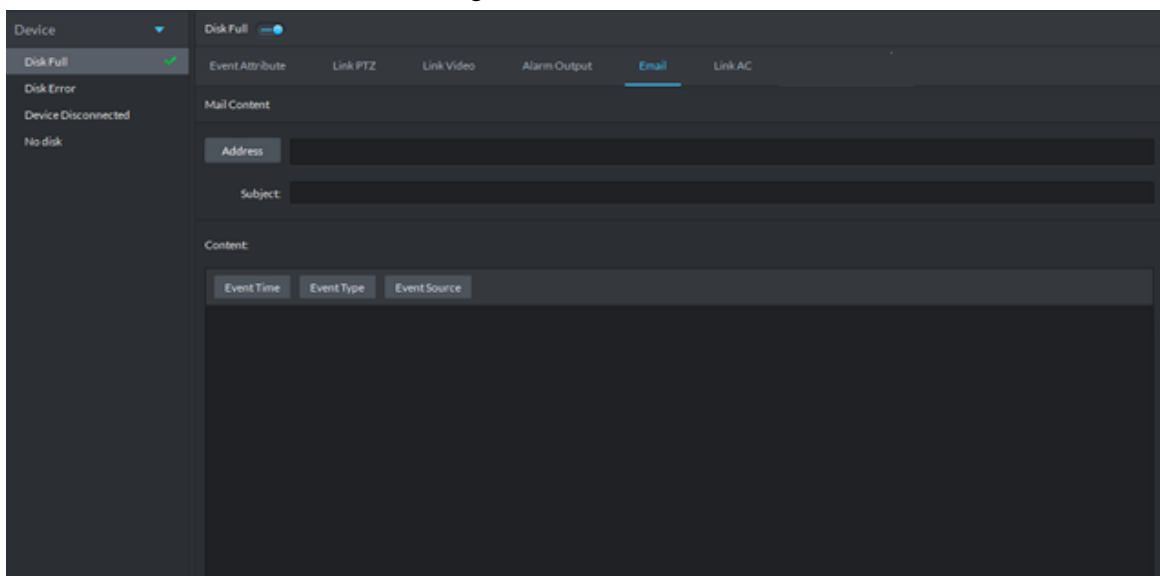 Device
Disk Full
Disk Error
Device Disconnected
No disk
Disk Full
Event Attribute Link PTZ Link Video Alarm Output Email Link AC
Mail Content
Address
Subject:
Content:
Event Time Event Type Event Source